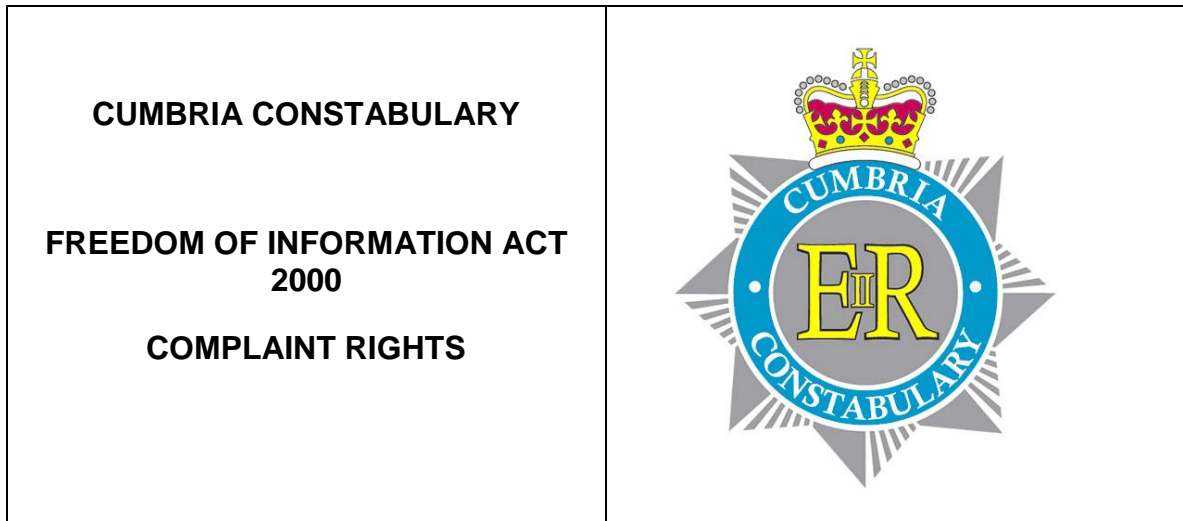 CUMBRIA CONSTABULARY
FREEDOM OF INFORMATION ACT
2000
COMPLAINT RIGHTS
CUMBRIA
EIIR
CONSTABULARY